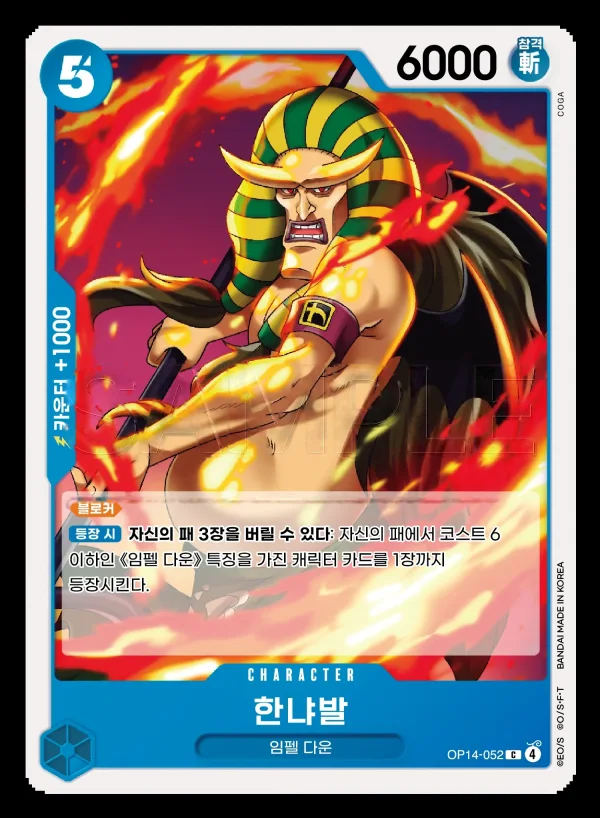 5
6000
참격
斬
COGA
⚡카운터 +1000
SAMPLE
블로커
등장 시 자신의 패 3장을 버릴 수 있다: 자신의 패에서 코스트 6
이하인 《임펠 다운》 특징을 가진 캐릭터 카드를 1장까지
등장시킨다.
CHARACTER
한냐발
임펠 다운
OP14-052 C 4
©EO/S ©O/S·F·T BANDAI MADE IN KOREA